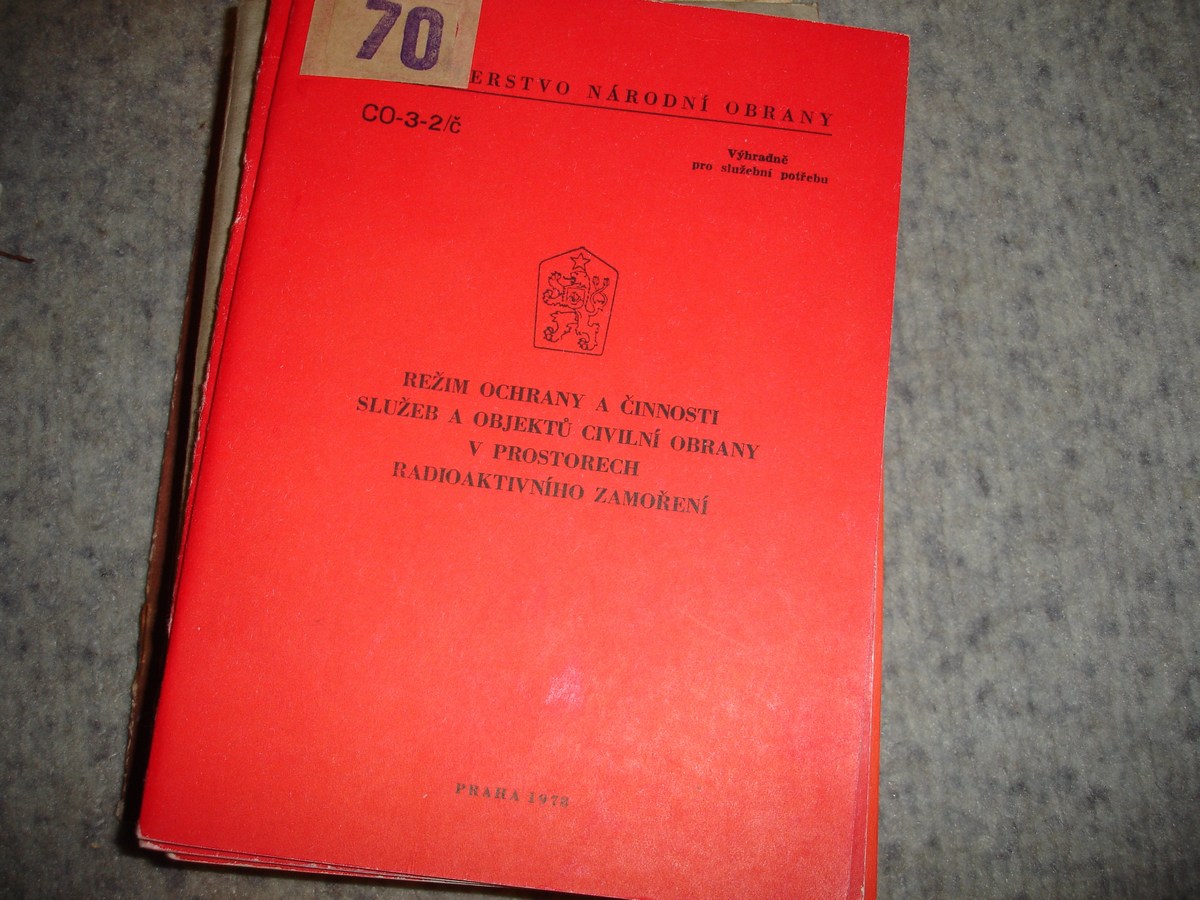 70
ERSTVO NÁRODNÍ OBRANY
CO-3-2/č
Výhradně
pro služební potřebu
REŽIM OCHRANY A ČINNOSTI
SLUŽEB A OBJEKTŮ CIVILNÍ OBRANY
V PROSTORECH
RADIOAKTIVNÍHO ZAMOŘENÍ
PRAHA 1978